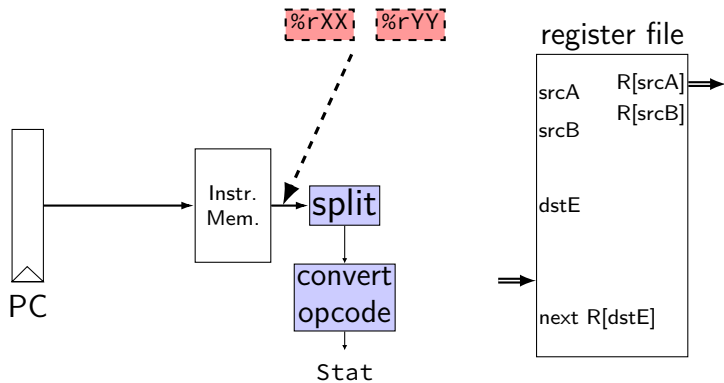 %rXX %rYY
register file
srcA
R[srcA]
srcB
R[srcB]
dstE
next R[dstE]
Instr.
Mem.
split
convert
opcode
Stat
PC